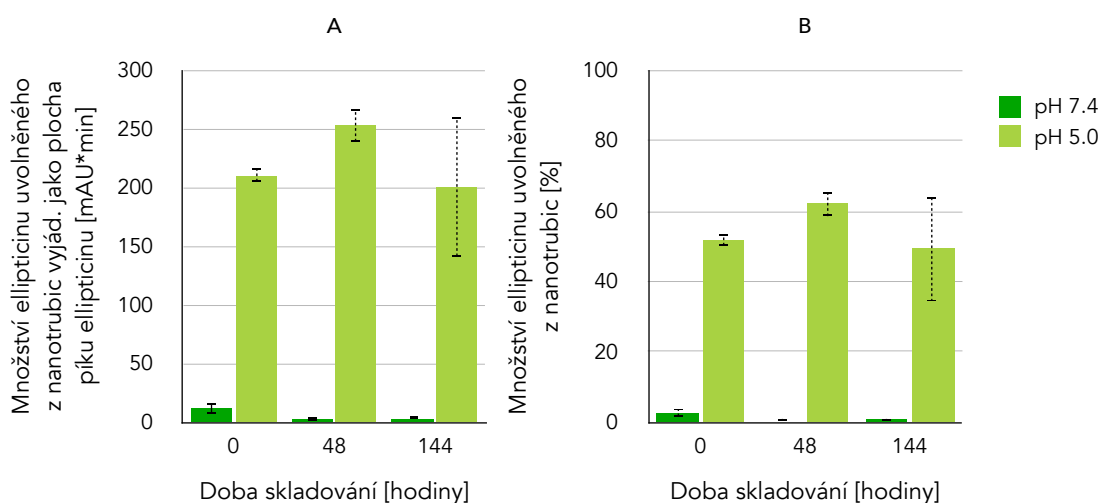 A
Množství ellipticinu uvolněného
z nanotrubic vyjád. jako plocha
píku ellipticinu [mAU*min]
300
250
200
150
100
50
0
0 48 144
Doba skladování [hodiny]
B
Množství ellipticinu uvolněného
z nanotrubic [%]
100
80
60
40
20
0
0 48 144
Doba skladování [hodiny]
pH 7.4
pH 5.0